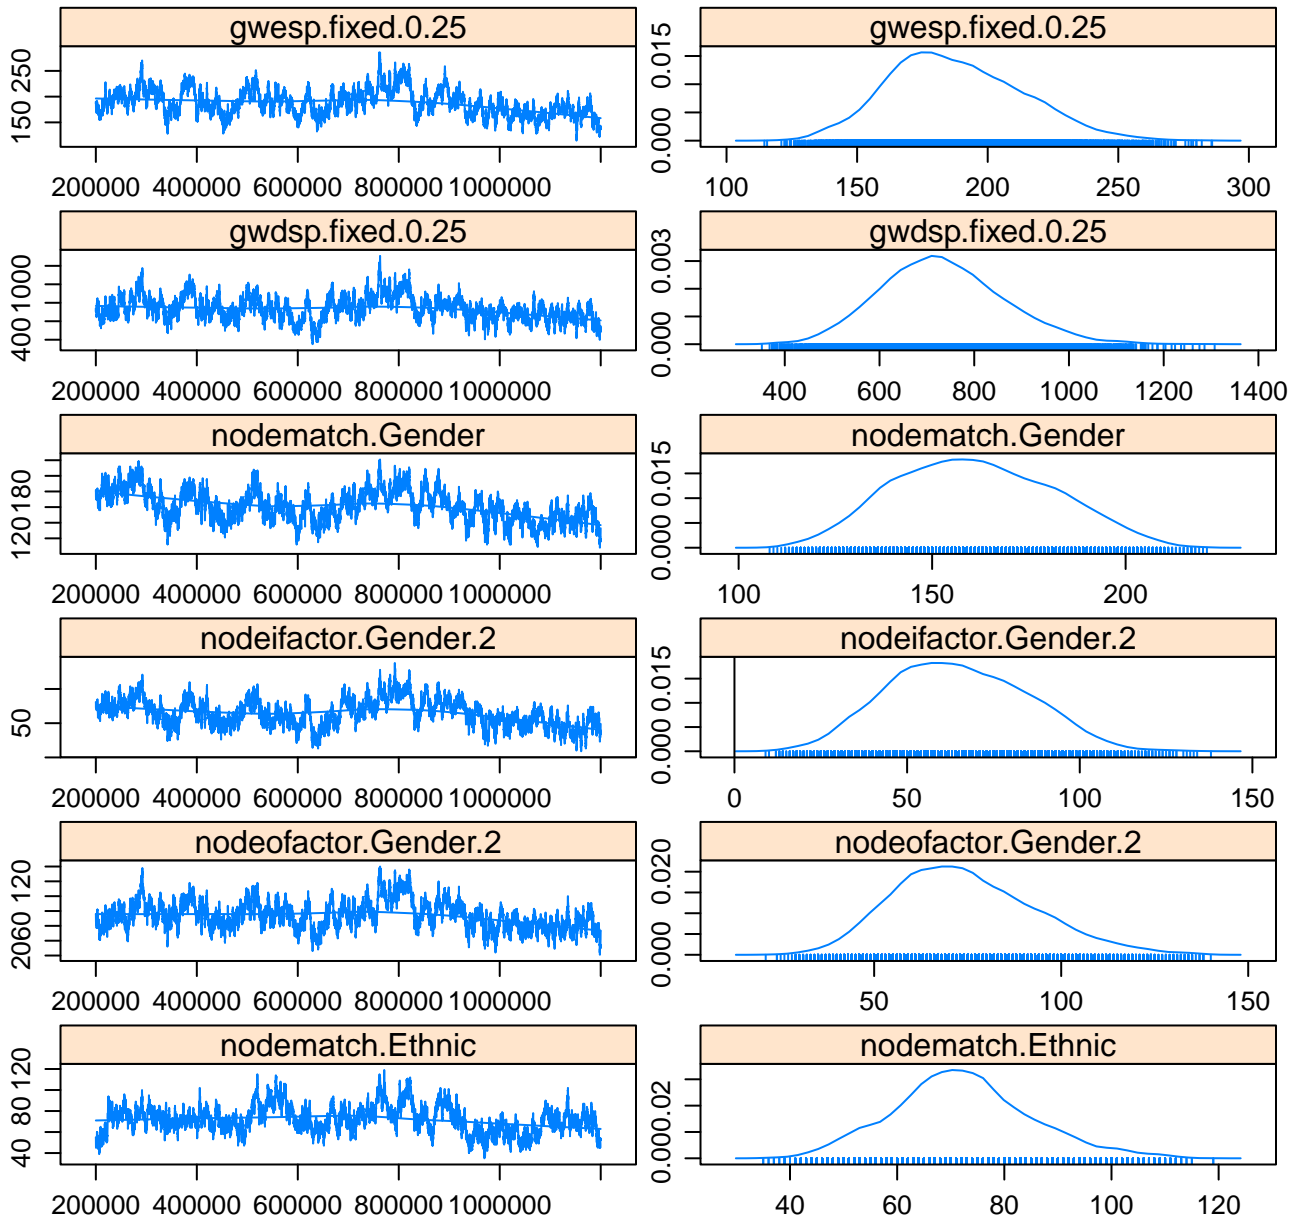 gwesp.fixed.0.25
150 250
200000 400000 600000 800000 1000000
gwesp.fixed.0.25
0.000 0.015
100 150 200 250 300
gwdsp.fixed.0.25
400 1000
200000 400000 600000 800000 1000000
gwdsp.fixed.0.25
0.000 0.003
400 600 800 1000 1200 1400
nodematch.Gender
120 180
200000 400000 600000 800000 1000000
nodematch.Gender
0.000 0.015
100 150 200
nodeifactor.Gender.2
50
200000 400000 600000 800000 1000000
nodeifactor.Gender.2
0.000 0.015
0 50 100 150
nodeofactor.Gender.2
20 60 120
200000 400000 600000 800000 1000000
nodeofactor.Gender.2
0.000 0.020
50 100 150
nodematch.Ethnic
40 80 120
200000 400000 600000 800000 1000000
nodematch.Ethnic
0.00 0.02
40 60 80 100 120